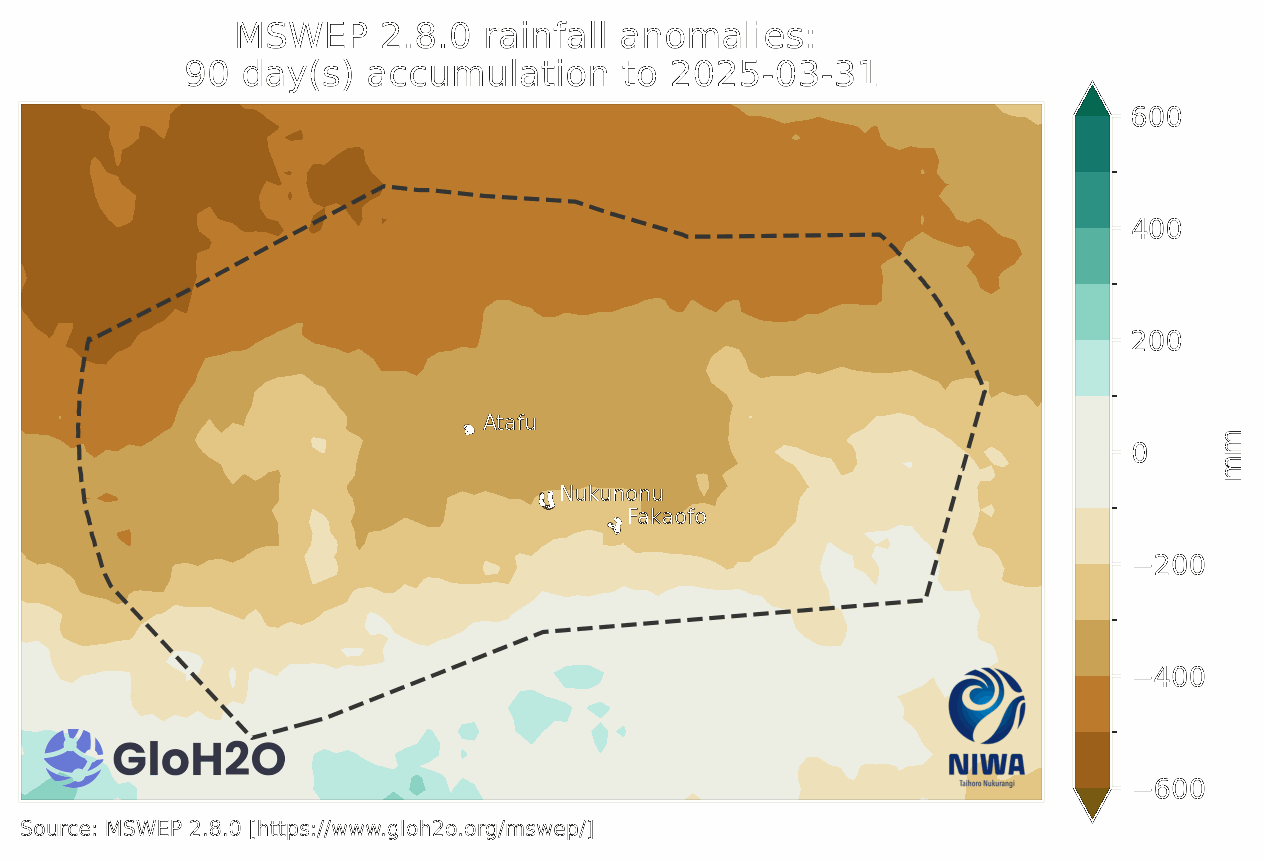 MSWEP 2.8.0 rainfall anomalies:
90 day(s) accumulation to 2025-03-31
600
400
200
0
−200
−400
−600
mm
Atafu
Nukunonu
Fakaofo
GloH2O
NIWA
Taihoro Nukurangi
Source: MSWEP 2.8.0 [https://www.gloh2o.org/mswep/]